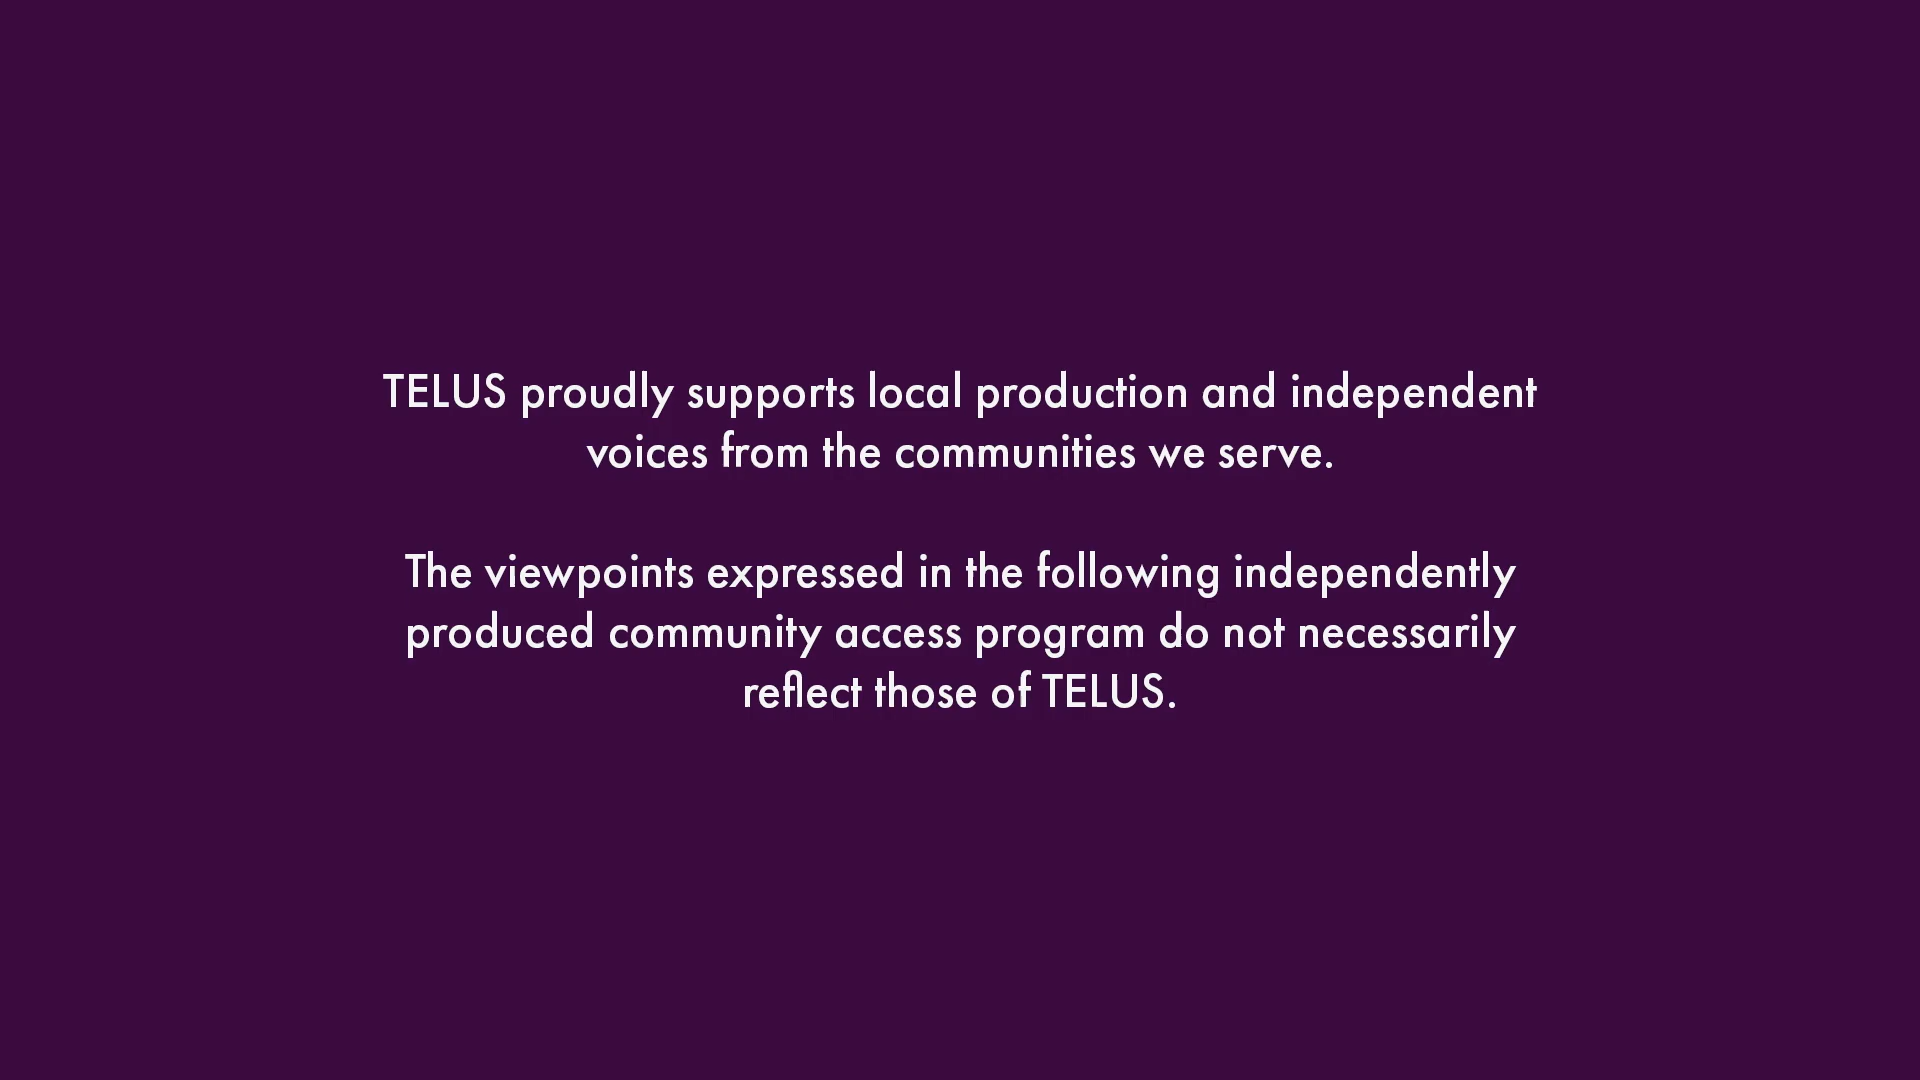 TELUS proudly supports local production and independent
voices from the communities we serve.
The viewpoints expressed in the following independently
produced community access program do not necessarily
reflect those of TELUS.